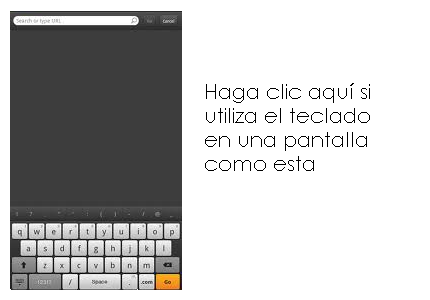 Search or type URL Go Cancel
Haga clic aquí si
utiliza el teclado
en una pantalla
como esta
q w e r t y u i o p
a s d f g h j k l
z x c v b n m
.?123 / Space . .com Go